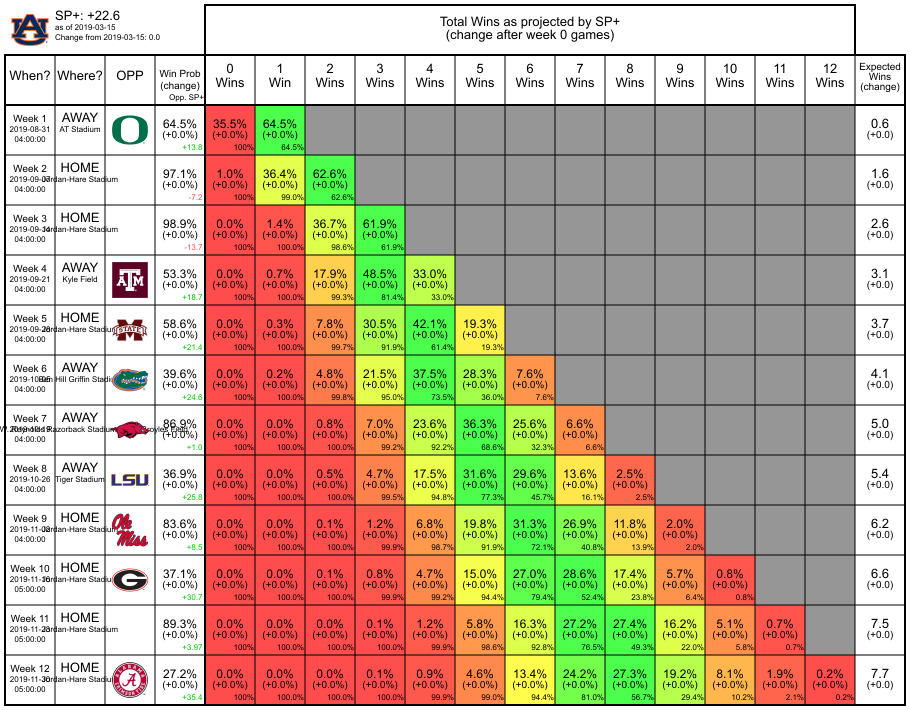 SP+: +22.6
as of 2019-03-15
Change from 2019-03-15: 0.0
Total Wins as projected by SP+
(change after week 0 games)
When? Where? OPP Win Prob (change) Opp. SP+ 0 Wins 1 Win 2 Wins 3 Wins 4 Wins 5 Wins 6 Wins 7 Wins 8 Wins 9 Wins 10 Wins 11 Wins 12 Wins Expected Wins (change)
Week 1 AWAY 64.5% 35.5% 64.5% 0.6
2019-08-31 AT Stadium (+0.0%) (+0.0%) (+0.0%) (+0.0)
04:00:00 +13.8 100% 64.5%
Week 2 HOME 97.1% 1.0% 36.4% 62.6% 1.6
2019-09-07 Jordan-Hare Stadium (+0.0%) (+0.0%) (+0.0%) (+0.0%) (+0.0)
04:00:00 -7.2 100% 99.0% 62.6%
Week 3 HOME 98.9% 0.0% 1.4% 36.7% 61.9% 2.6
2019-09-14 Jordan-Hare Stadium (+0.0%) (+0.0%) (+0.0%) (+0.0%) (+0.0%) (+0.0)
04:00:00 -13.7 100% 100.0% 98.6% 61.9%
Week 4 AWAY ATM 53.3% 0.0% 0.7% 17.9% 48.5% 33.0% 3.1
2019-09-21 Kyle Field (+0.0%) (+0.0%) (+0.0%) (+0.0%) (+0.0%) (+0.0%) (+0.0)
04:00:00 +18.7 100% 100.0% 99.3% 81.4% 33.0%
Week 5 HOME STATE 58.6% 0.0% 0.3% 7.8% 30.5% 42.1% 19.3% 3.7
2019-09-28 Jordan-Hare Stadium (+0.0%) (+0.0%) (+0.0%) (+0.0%) (+0.0%) (+0.0%) (+0.0%) (+0.0)
04:00:00 +21.4 100% 100.0% 99.7% 91.9% 61.4% 19.3%
Week 6 AWAY 39.6% 0.0% 0.2% 4.8% 21.5% 37.5% 28.3% 7.6% 4.1
Hill Griffin (+0.0%) (+0.0%) (+0.0%) (+0.0%) (+0.0%) (+0.0%) (+0.0%) (+0.0%) (+0.0)
04:00:00 +24.6 100% 100.0% 99.8% 95.0% 73.5% 36.0% 7.6%
Week 7 AWAY 86.9% 0.0% 0.0% 0.8% 7.0% 23.6% 36.3% 25.6% 6.6% 5.0
Razorback Stadium (+0.0%) (+0.0%) (+0.0%) (+0.0%) (+0.0%) (+0.0%) (+0.0%) (+0.0%) (+0.0)
04:00:00 +1.0 100% 100.0% 100.0% 99.2% 92.2% 68.6% 32.3% 6.6%
Week 8 AWAY LSU 36.9% 0.0% 0.0% 0.5% 4.7% 17.5% 31.6% 29.6% 13.6% 2.5% 5.4
2019-10-26 Tiger Stadium (+0.0%) (+0.0%) (+0.0%) (+0.0%) (+0.0%) (+0.0%) (+0.0%) (+0.0%) (+0.0%) (+0.0%) (+0.0)
04:00:00 +25.8 100% 100.0% 100.0% 99.5% 94.8% 77.3% 45.7% 16.1% 2.5%
Week 9 HOME Ole Miss 83.6% 0.0% 0.0% 0.1% 1.2% 6.8% 19.8% 31.3% 26.9% 11.8% 2.0% 6.2
2019-11-02 Jordan-Hare Stadium (+0.0%) (+0.0%) (+0.0%) (+0.0%) (+0.0%) (+0.0%) (+0.0%) (+0.0%) (+0.0%) (+0.0%) (+0.0%) (+0.0)
04:00:00 +8.5 100% 100.0% 100.0% 99.9% 98.7% 91.9% 72.1% 40.8% 13.9% 2.0%
Week 10 HOME G 37.1% 0.0% 0.0% 0.1% 0.8% 4.7% 15.0% 27.0% 28.6% 17.4% 5.7% 0.8% 6.6
2019-11-16 Jordan-Hare Stadium (+0.0%) (+0.0%) (+0.0%) (+0.0%) (+0.0%) (+0.0%) (+0.0%) (+0.0%) (+0.0%) (+0.0%) (+0.0%) (+0.0%) (+0.0)
05:00:00 +30.7 100% 100.0% 100.0% 99.9% 99.2% 94.4% 79.4% 52.4% 23.8% 6.4% 0.8%
Week 11 HOME 89.3% 0.0% 0.0% 0.0% 0.1% 1.2% 5.8% 16.3% 27.2% 27.4% 16.2% 5.1% 0.7% 7.5
2019-11-23 Jordan-Hare Stadium (+0.0%) (+0.0%) (+0.0%) (+0.0%) (+0.0%) (+0.0%) (+0.0%) (+0.0%) (+0.0%) (+0.0%) (+0.0%) (+0.0%) (+0.0%) (+0.0)
05:00:00 +3.97 100% 100.0% 100.0% 100.0% 99.9% 98.6% 92.8% 76.5% 49.3% 22.0% 5.8% 0.7%
Week 12 HOME 27.2% 0.0% 0.0% 0.0% 0.1% 0.9% 4.6% 13.4% 24.2% 27.3% 19.2% 8.1% 1.9% 0.2% 7.7
2019-11-30 Jordan-Hare Stadium (+0.0%) (+0.0%) (+0.0%) (+0.0%) (+0.0%) (+0.0%) (+0.0%) (+0.0%) (+0.0%) (+0.0%) (+0.0%) (+0.0%) (+0.0%) (+0.0%) (+0.0)
05:00:00 +35.4 100% 100.0% 100.0% 100.0% 99.9% 99.0% 94.4% 81.0% 56.7% 29.4% 10.2% 2.1% 0.2%